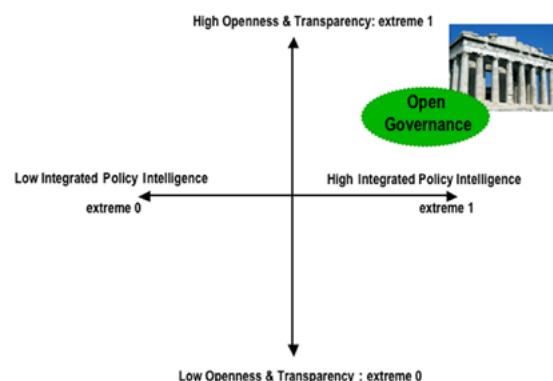 High Openness & Transparency: extreme 1
Open
Governance
Low Integrated Policy Intelligence
High Integrated Policy Intelligence
extreme 0
extreme 1
Low Openness & Transparency : extreme 0